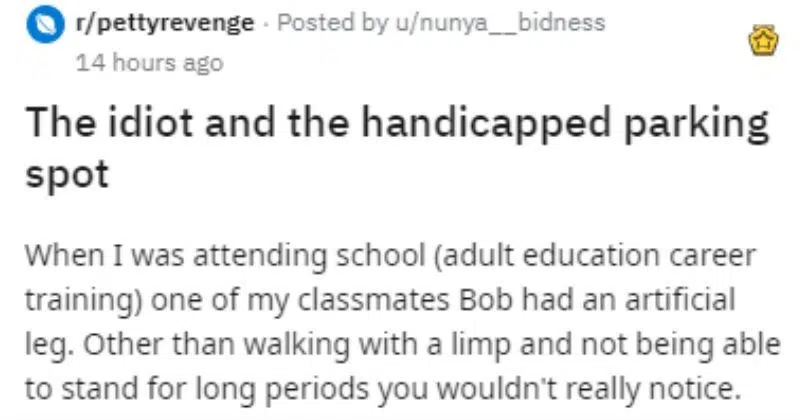 r/pettyrevenge · Posted by u/nunya__bidness
14 hours ago
The idiot and the handicapped parking
spot
When I was attending school (adult education career
training) one of my classmates Bob had an artificial
leg. Other than walking with a limp and not being able
to stand for long periods you wouldn't really notice.